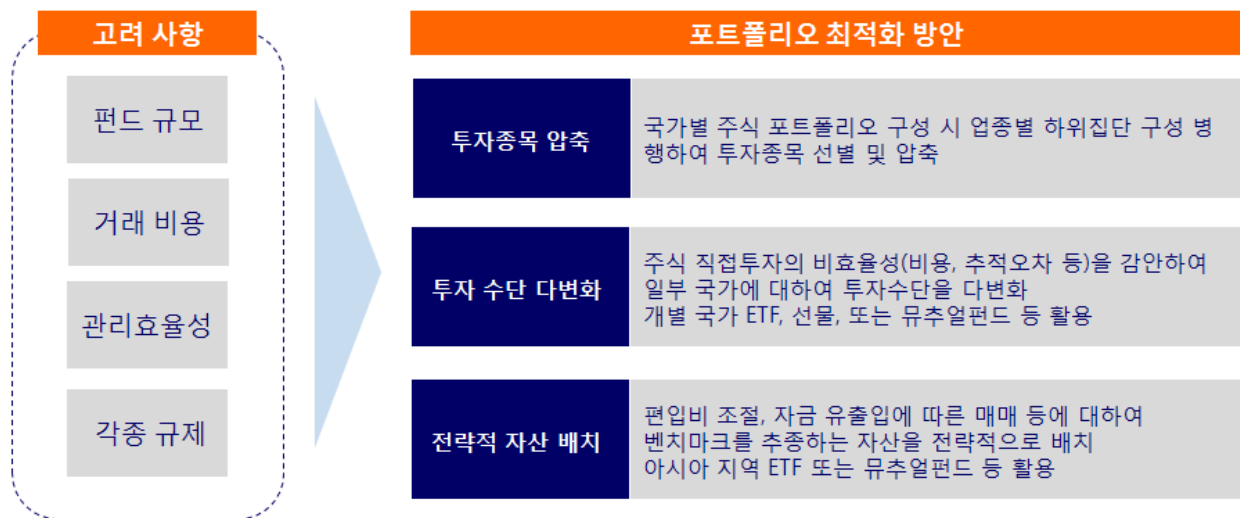 고려 사항
펀드 규모
거래 비용
관리효율성
각종 규제
포트폴리오 최적화 방안
투자종목 압축
국가별 주식 포트폴리오 구성 시 업종별 하위집단 구성 병
행하여 투자종목 선별 및 압축
투자 수단 다변화
주식 직접투자의 비효율성(비용, 추적오차 등)을 감안하여
일부 국가에 대하여 투자수단을 다변화
개별 국가 ETF, 선물, 또는 뮤추얼펀드 등 활용
전략적 자산 배치
편입비 조절, 자금 유출입에 따른 매매 등에 대하여
벤치마크를 추종하는 자산을 전략적으로 배치
아시아 지역 ETF 또는 뮤추얼펀드 등 활용